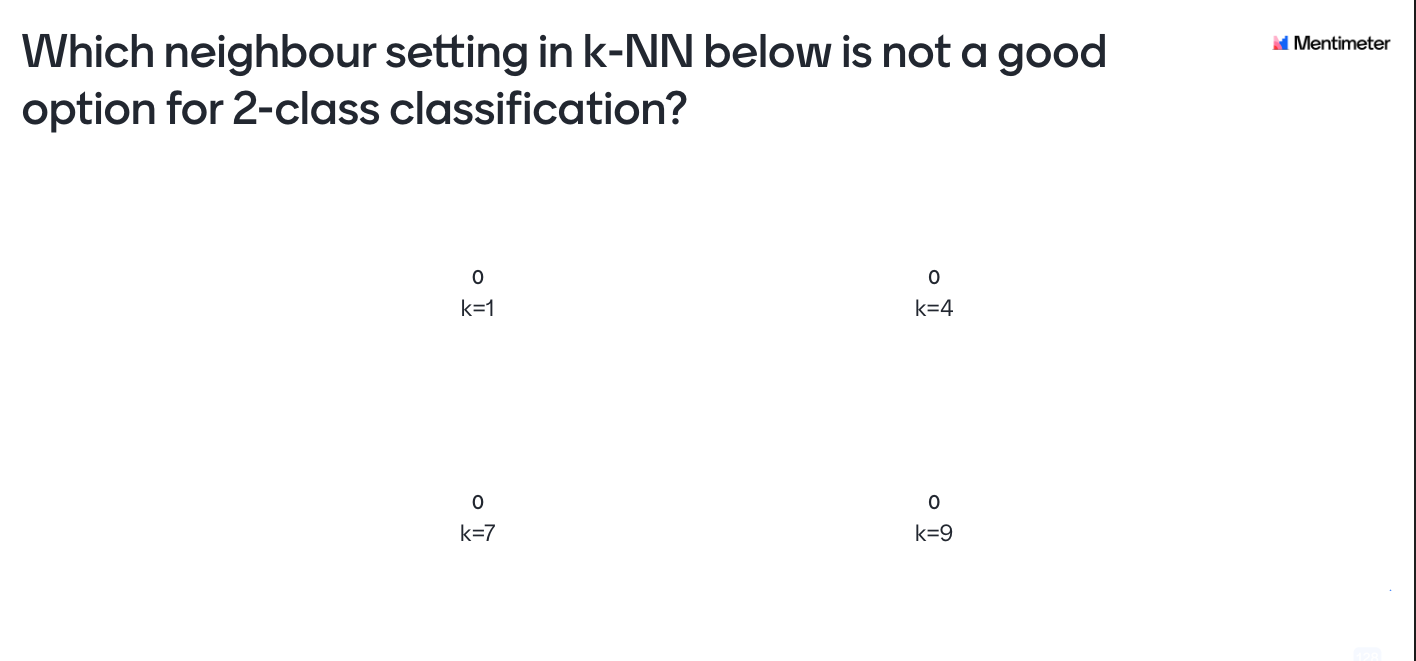 Which neighbour setting in k-NN below is not a good
option for 2-class classification?
Mentimeter
0
k=1
0
k=4
0
k=7
0
k=9